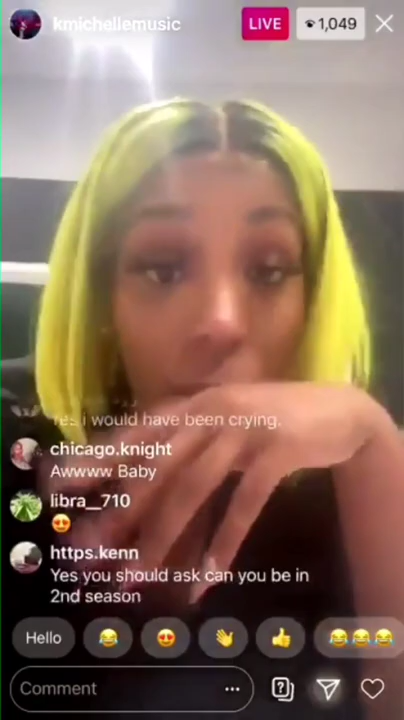 kmichellemusic
LIVE
1,049
Yes i would have been crying.
chicago.knight
Awwww Baby
libra__710
😍
https.kenn
Yes you should ask can you be in
2nd season
Hello
😂
😍
👋
👍
😂😂😂
Comment